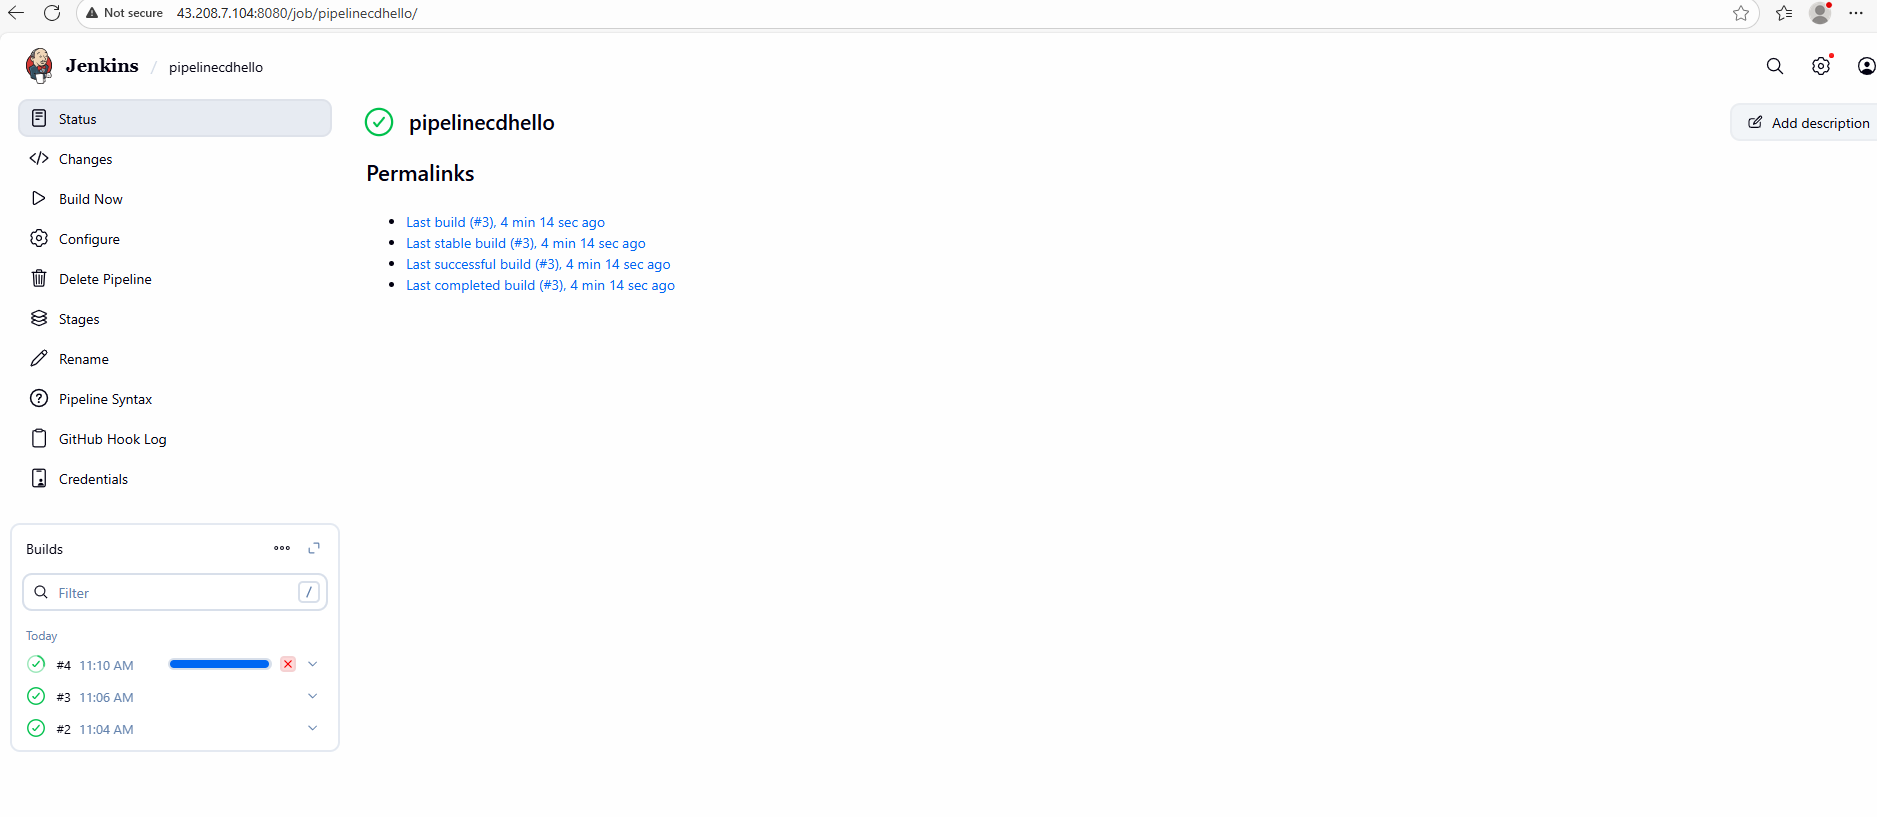 Not secure 43.208.7.104:8080/job/pipelinecdhello/
Jenkins / pipelinecdhello
Status
Changes
Build Now
Configure
Delete Pipeline
Stages
Rename
Pipeline Syntax
GitHub Hook Log
Credentials
pipelinecdhello
Add description
Permalinks
Last build (#3), 4 min 14 sec ago
Last stable build (#3), 4 min 14 sec ago
Last successful build (#3), 4 min 14 sec ago
Last completed build (#3), 4 min 14 sec ago
Builds
Filter /
Today
#4 11:10 AM
#3 11:06 AM
#2 11:04 AM